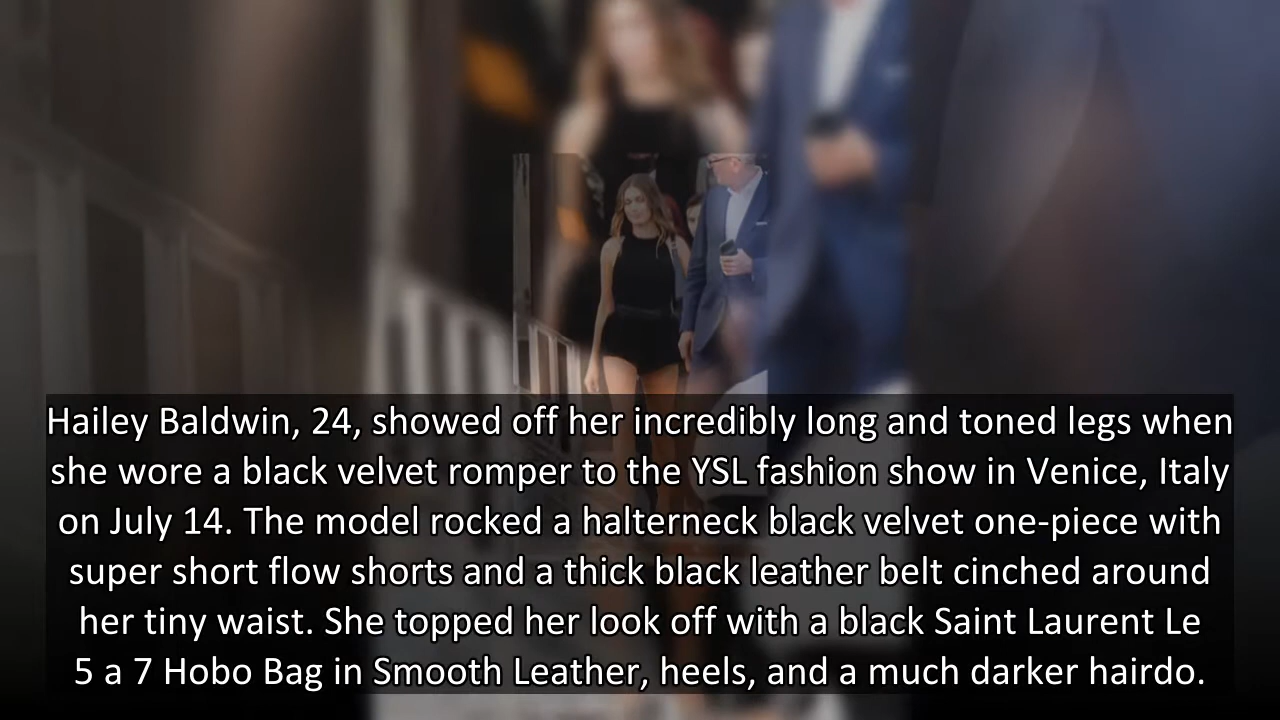 Hailey Baldwin, 24, showed off her incredibly long and toned legs when
she wore a black velvet romper to the YSL fashion show in Venice, Italy
on July 14. The model rocked a halterneck black velvet one-piece with
super short flow shorts and a thick black leather belt cinched around
her tiny waist. She topped her look off with a black Saint Laurent Le
5 a 7 Hobo Bag in Smooth Leather, heels, and a much darker hairdo.